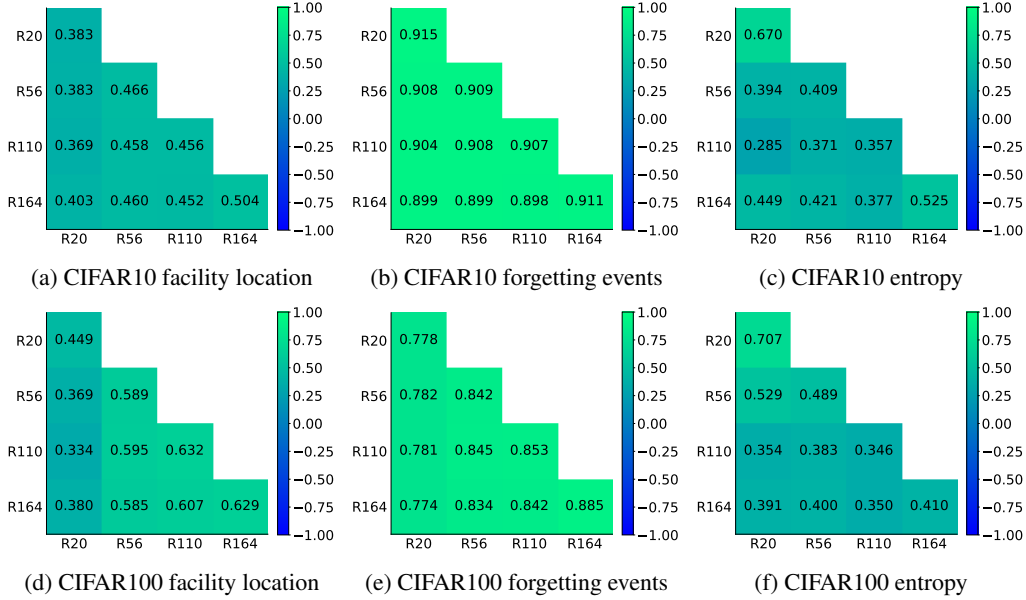 R20 0.383
R56 0.383 0.466
R110 0.369 0.458 0.456
R164 0.403 0.460 0.452 0.504
R20 R56 R110 R164
1.00
0.75
0.50
0.25
0.00
−0.25
−0.50
−0.75
−1.00
(a) CIFAR10 facility location
R20 0.915
R56 0.908 0.909
R110 0.904 0.908 0.907
R164 0.899 0.899 0.898 0.911
R20 R56 R110 R164
1.00
0.75
0.50
0.25
0.00
−0.25
−0.50
−0.75
−1.00
(b) CIFAR10 forgetting events
R20 0.670
R56 0.394 0.409
R110 0.285 0.371 0.357
R164 0.449 0.421 0.377 0.525
R20 R56 R110 R164
1.00
0.75
0.50
0.25
0.00
−0.25
−0.50
−0.75
−1.00
(c) CIFAR10 entropy
R20 0.449
R56 0.369 0.589
R110 0.334 0.595 0.632
R164 0.380 0.585 0.607 0.629
R20 R56 R110 R164
1.00
0.75
0.50
0.25
0.00
−0.25
−0.50
−0.75
−1.00
(d) CIFAR100 facility location
R20 0.778
R56 0.782 0.842
R110 0.781 0.845 0.853
R164 0.774 0.834 0.842 0.885
R20 R56 R110 R164
1.00
0.75
0.50
0.25
0.00
−0.25
−0.50
−0.75
−1.00
(e) CIFAR100 forgetting events
R20 0.707
R56 0.529 0.489
R110 0.354 0.383 0.346
R164 0.391 0.400 0.350 0.410
R20 R56 R110 R164
1.00
0.75
0.50
0.25
0.00
−0.25
−0.50
−0.75
−1.00
(f) CIFAR100 entropy